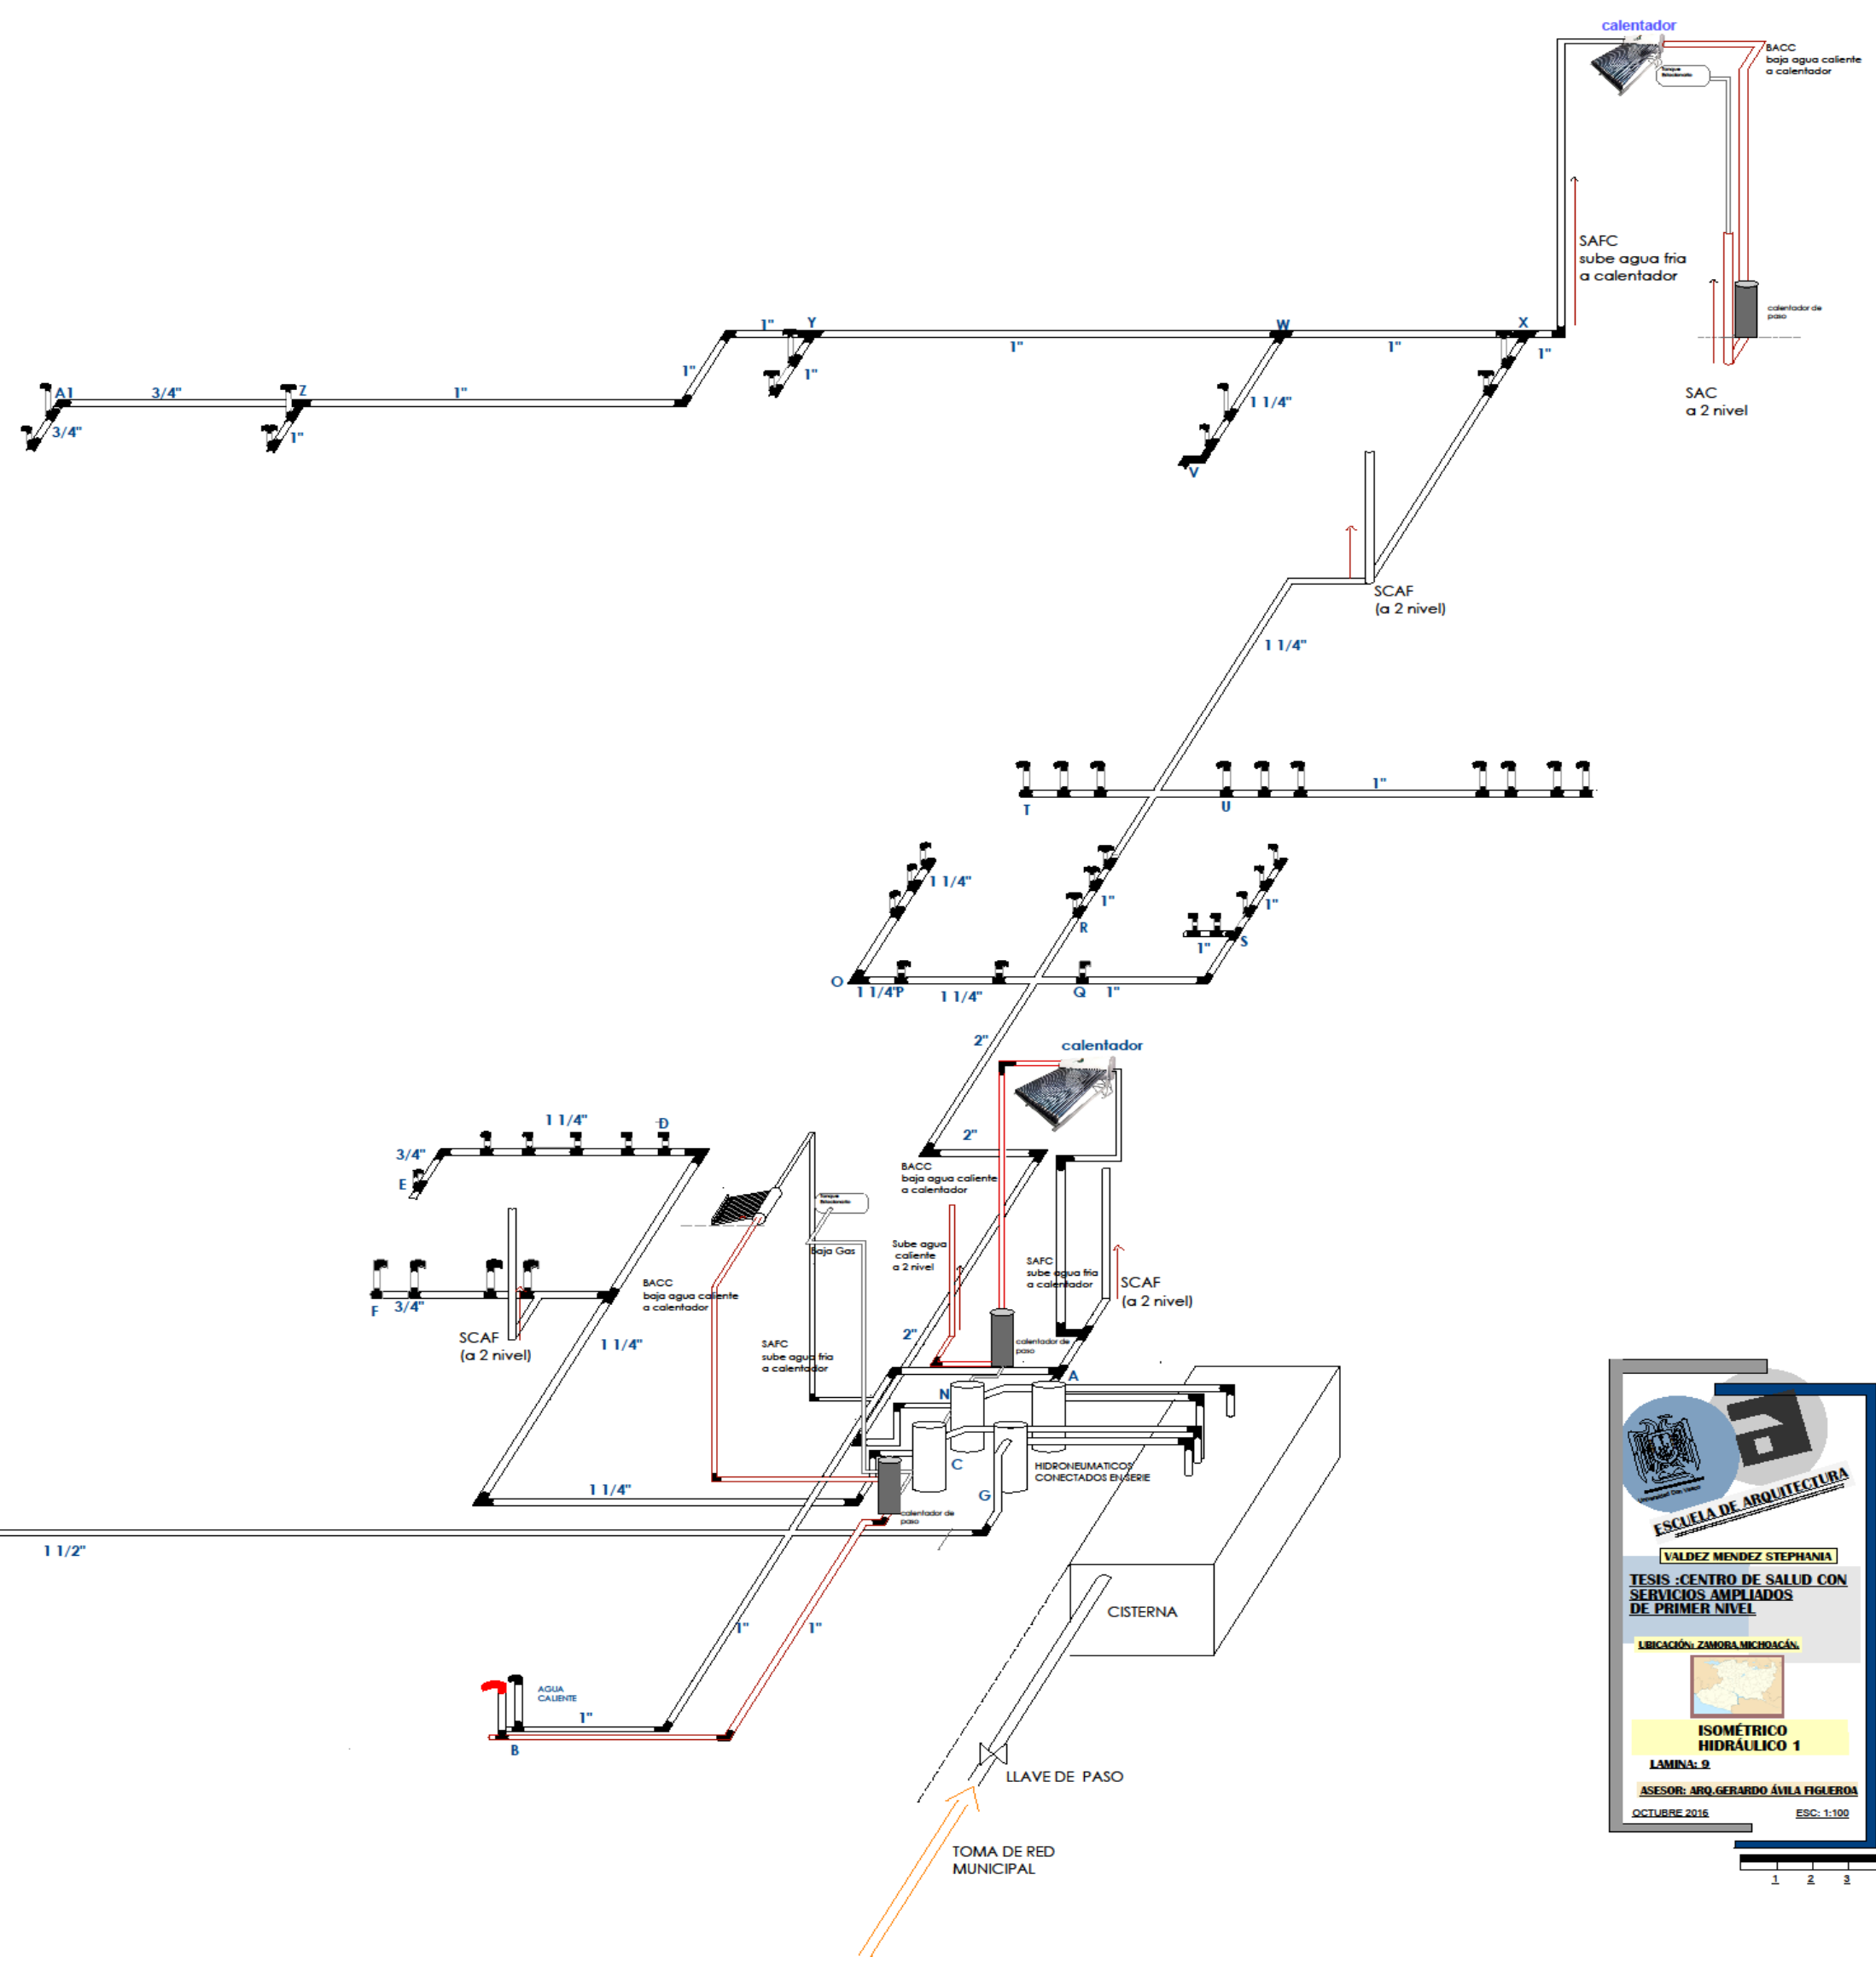 calentador
BACC
baja agua caliente
a calentador
Tanque
Estacionario
SAFC
sube agua fria
a calentador
calentador de
paso
SAC
a 2 nivel
1"
Y
W
X
1"
1"
1"
1"
1"
A1
3/4"
Z
1"
3/4"
1"
1 1/4"
V
SCAF
(a 2 nivel)
1 1/4"
1"
T
U
1 1/4"
1"
1"
R
1"
S
O
1 1/4"
P
1 1/4"
Q
1"
2"
calentador
1 1/4"
D
2"
3/4"
E
BACC
baja agua caliente
a calentador
Tanque
Estacionario
Baja Gas
Sube agua
caliente
a 2 nivel
SAFC
sube agua fria
a calentador
SCAF
(a 2 nivel)
BACC
baja agua caliente
a calentador
F
3/4"
SCAF
(a 2 nivel)
1 1/4"
SAFC
sube agua fria
a calentador
2"
calentador de
paso
A
N
C
HIDRONEUMATICOS
CONECTADOS EN SERIE
1 1/4"
G
calentador de
paso
1 1/2"
CISTERNA
1"
1"
AGUA
CALIENTE
1"
B
LLAVE DE PASO
TOMA DE RED
MUNICIPAL
Universidad Don Vasco
ESCUELA DE ARQUITECTURA
VALDEZ MENDEZ STEPHANIA
TESIS :CENTRO DE SALUD CON
SERVICIOS AMPLIADOS
DE PRIMER NIVEL
UBICACIÓN: ZAMORA,MICHOACÁN.
ISOMÉTRICO
HIDRÁULICO 1
LAMINA: 9
ASESOR: ARQ.GERARDO ÁVILA FIGUEROA
OCTUBRE 2016
ESC: 1:100
1 2 3